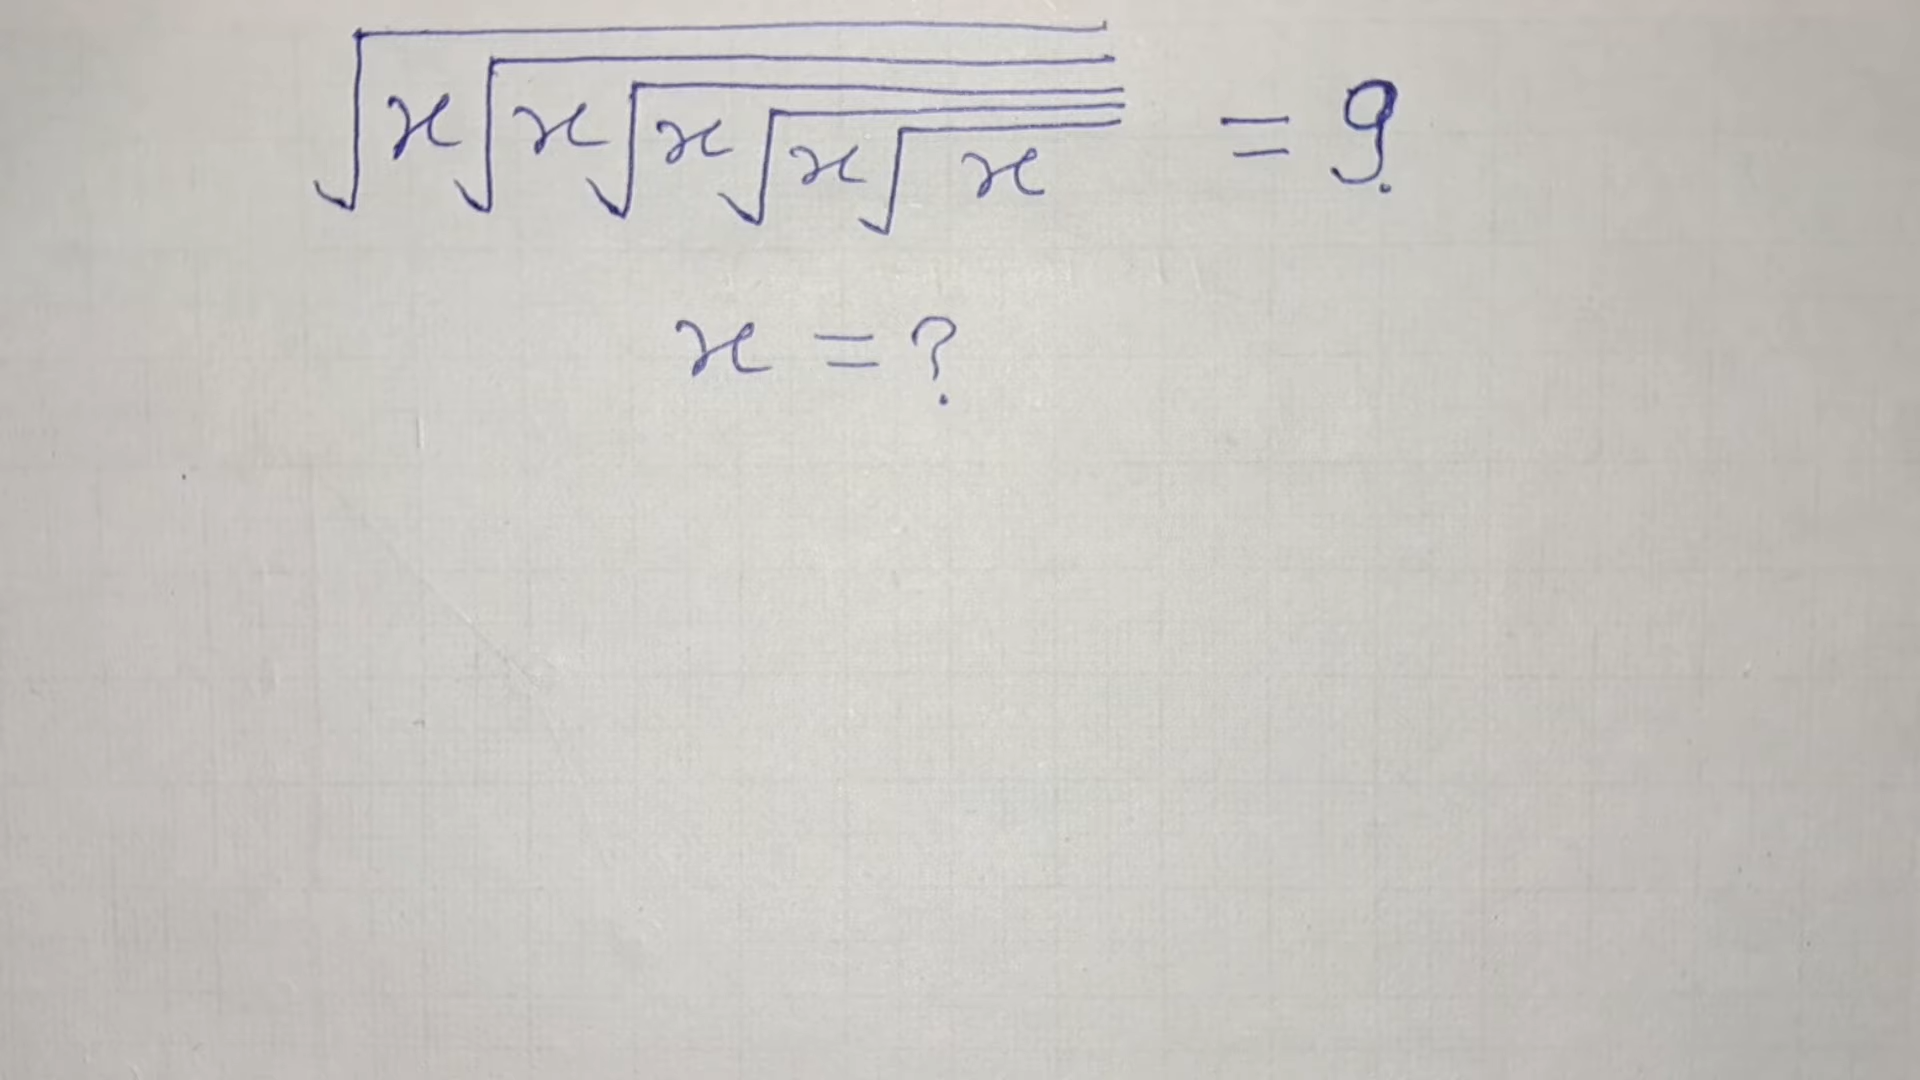 √(x√(x√(x√(x√x)))) = 9
x = ?